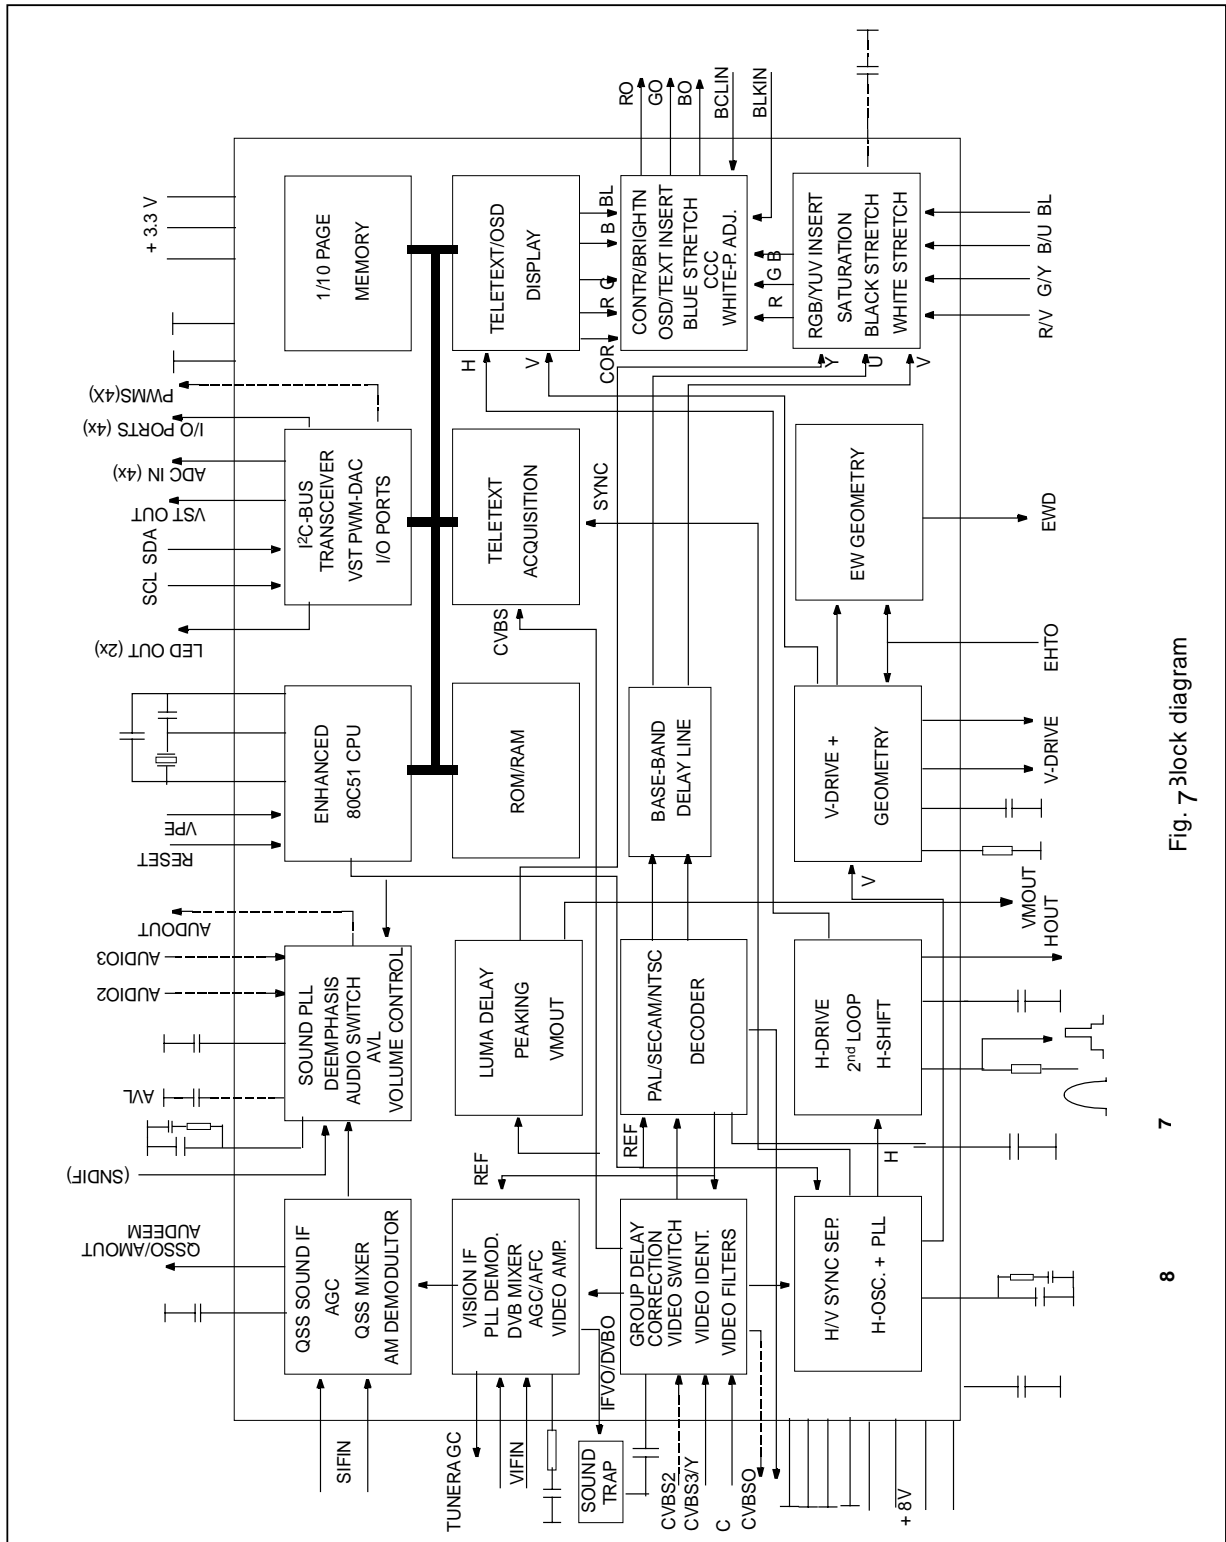 + 3.3 V
1/10 PAGE
MEMORY
TELETEXT/OSD
DISPLAY
H
V
COR
R
G
B
BL
CONTR/BRIGHTN
OSD/TEXT INSERT
BLUE STRETCH
CCC
WHITE-P. ADJ.
RO
GO
BO
BCLIN
BLKIN
R
G
B
RGB/YUV INSERT
SATURATION
BLACK STRETCH
WHITE STRETCH
Y
U
V
R/V
G/Y
B/U
BL
LED OUT (2x)
SCL
SDA
VST OUT
ADC IN (4x)
I/O PORTS (4x)
PWMS(4X)
I²C-BUS
TRANSCEIVER
VST PWM-DAC
I/O PORTS
TELETEXT
ACQUISITION
CVBS
SYNC
EW GEOMETRY
EWD
EHTO
RESET
VPE
ENHANCED
80C51 CPU
ROM/RAM
BASE-BAND
DELAY LINE
V-DRIVE +
GEOMETRY
V
V-DRIVE
(SNDIF)
AVL
AUDIO2
AUDIO3
AUDOUT
SOUND PLL
DEEMPHASIS
AUDIO SWITCH
AVL
VOLUME CONTROL
LUMA DELAY
PEAKING
VMOUT
REF
PAL/SECAM/NTSC
DECODER
H-DRIVE
2nd LOOP
H-SHIFT
H
HOUT
VMOUT
QSSO/AMOUT
AUDEEM
QSS SOUND IF
AGC
QSS MIXER
AM DEMODULTOR
SIFIN
REF
VISION IF
PLL DEMOD.
DVB MIXER
AGC/AFC
VIDEO AMP.
TUNERAGC
VIFIN
IFVO/DVBO
SOUND
TRAP
GROUP DELAY
CORRECTION
VIDEO SWITCH
VIDEO IDENT.
VIDEO FILTERS
CVBS2
CVBS3/Y
C
CVBSO
H/V SYNC SEP.
H-OSC. + PLL
+ 8V
Fig. 7 Block diagram
7
8